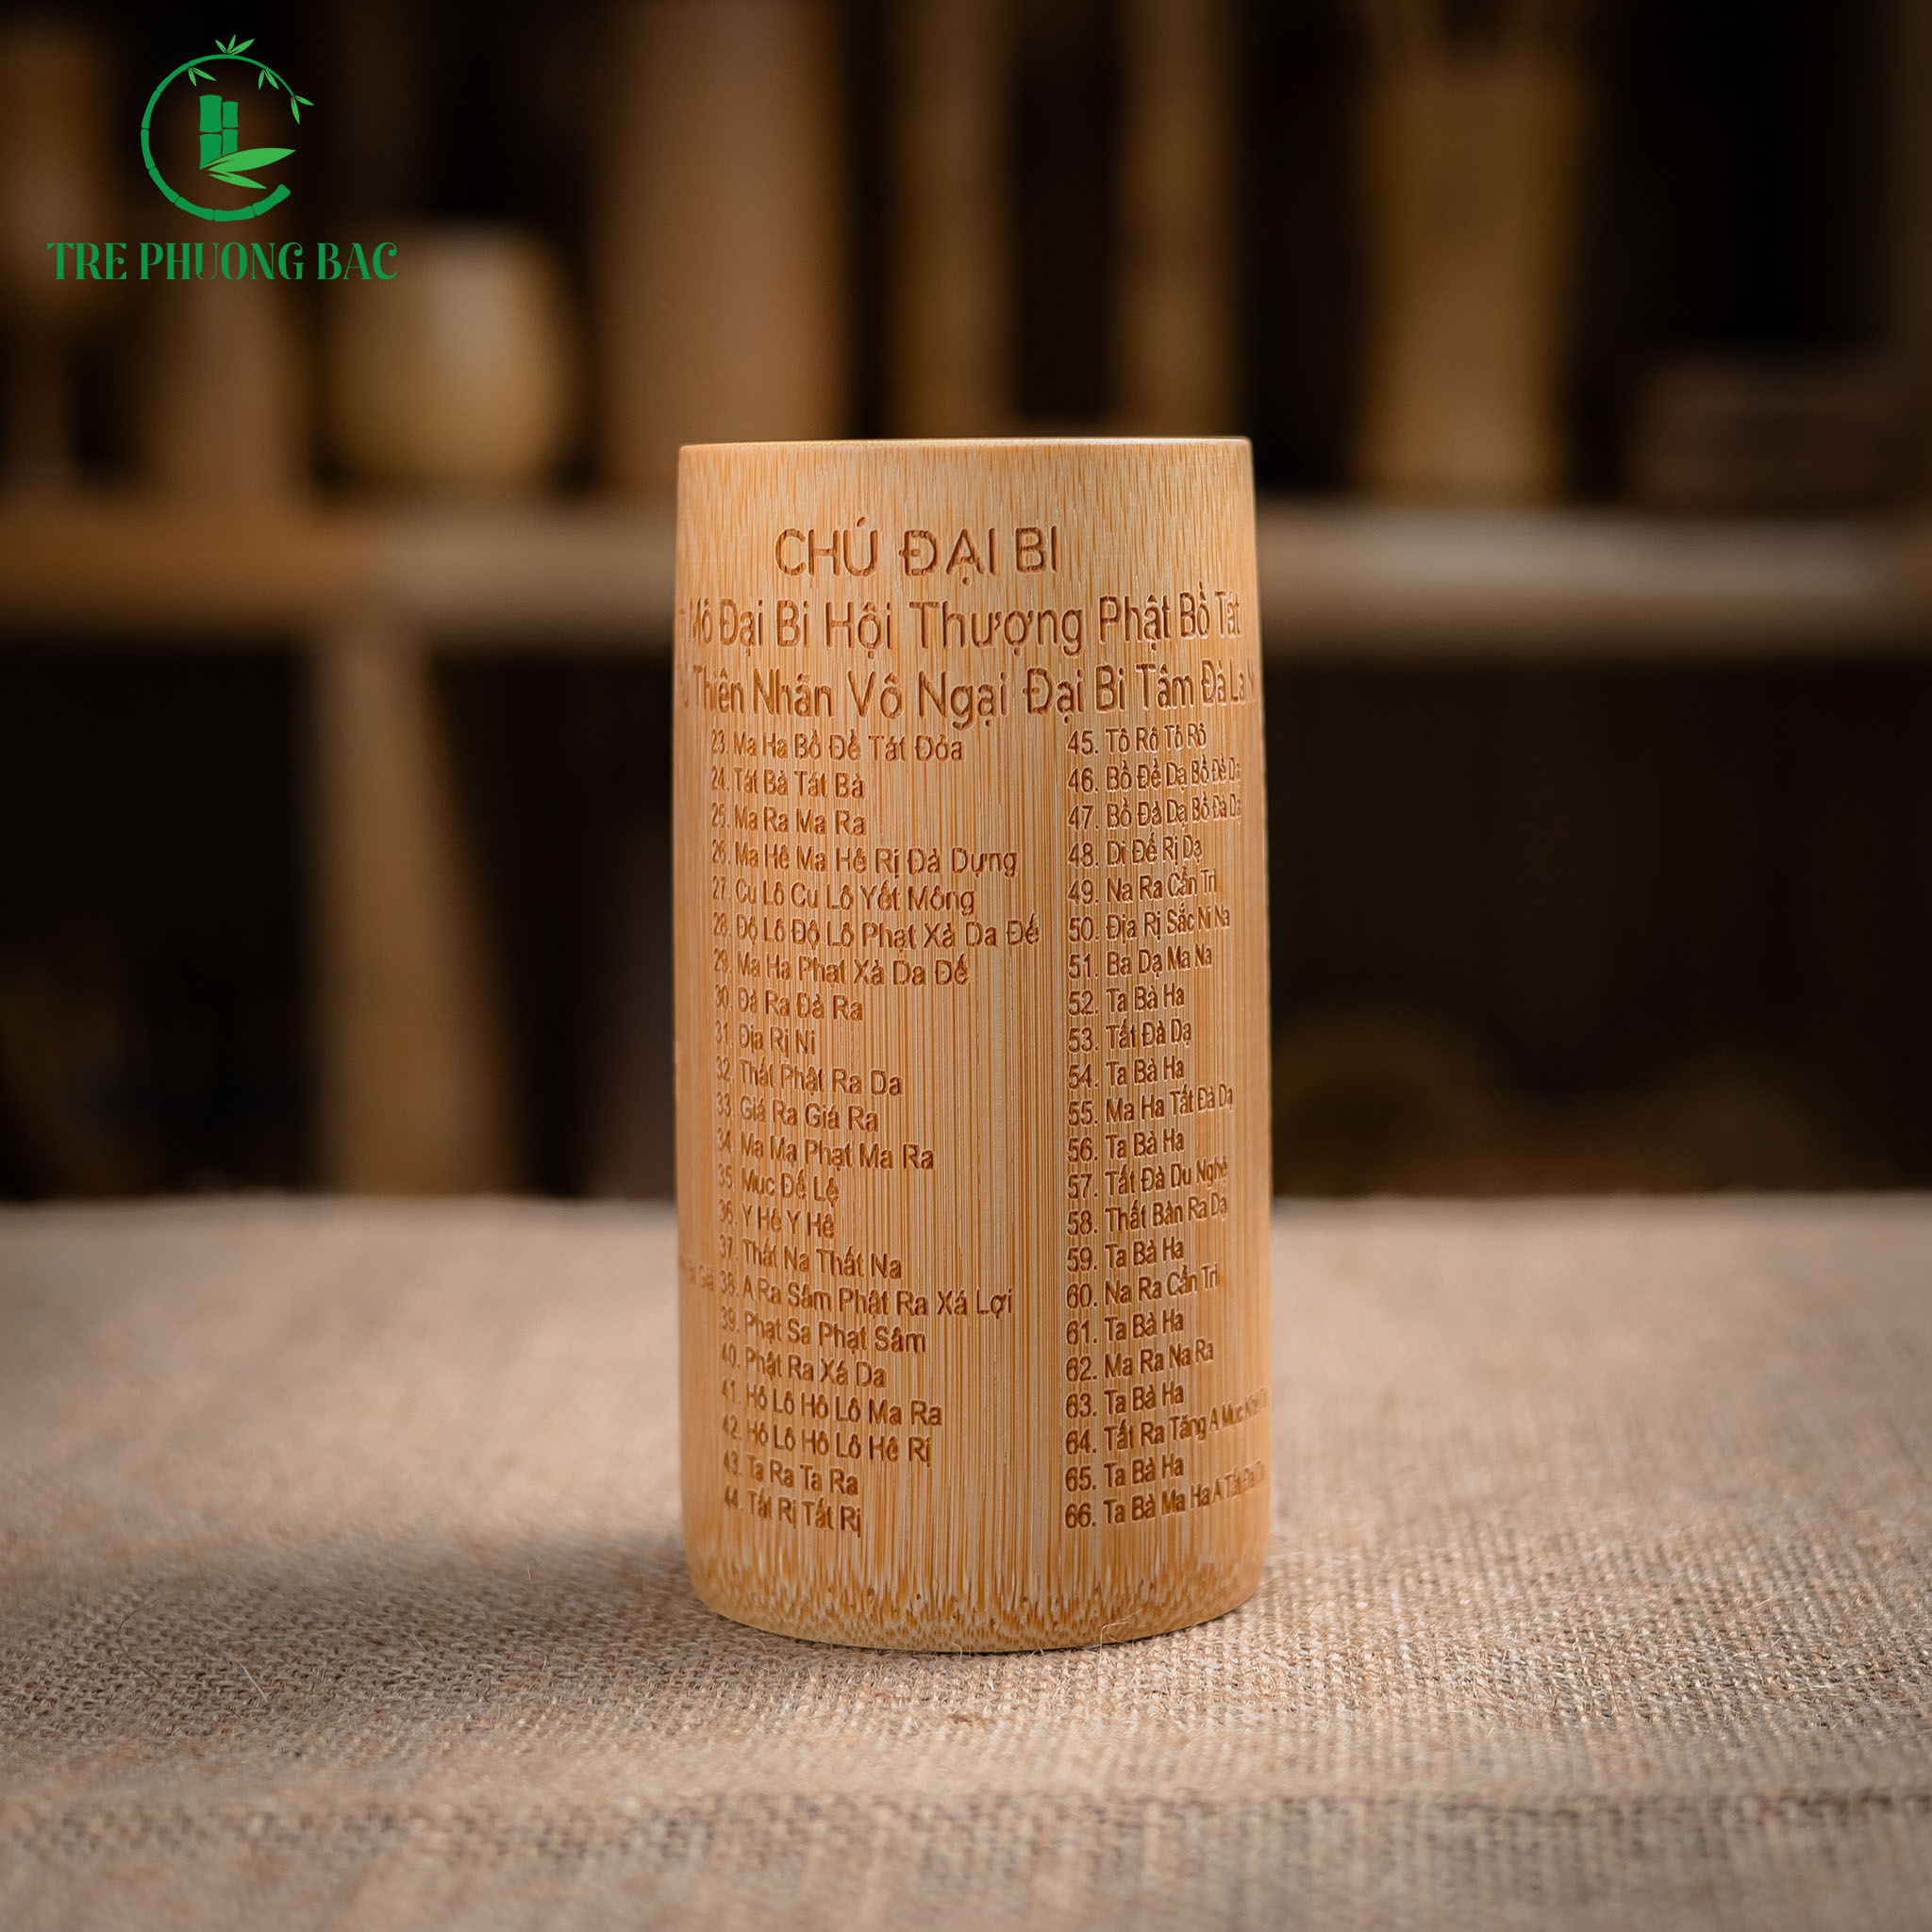 TRE PHUONG BAC
CHÚ ĐẠI BI
Mô Đại Bi Hội Thượng Phật Bồ Tát
Thiên Nhãn Vô Ngại Đại Bi Tâm Đà La
23. Ma Ha Bồ Đề Tát Đỏa
24. Tát Bà Tát Bà
25. Ma Ra Ma Ra
26. Ma Hê Ma Hê Rị Đà Dựng
27. Cu Lô Cu Lô Yết Mông
28. Độ Lô Độ Lô Phạt Xà Da Đế
29. Ma Ha Phạt Xà Da Đế
30. Đà Ra Đà Ra
31. Địa Rị Ni
32. Thất Phật Ra Da
33. Giá Ra Giá Ra
34. Ma Ma Phạt Ma Ra
35. Mục Đế Lệ
36. Y Hê Y Hê
37. Thất Na Thất Na
38. A Ra Sâm Phật Ra Xá Lợi
39. Phạt Sa Phạt Sâm
40. Phật Ra Xá Da
41. Hô Lô Hô Lô Ma Ra
42. Hô Lô Hô Lô Hê Rị
43. Ta Ra Ta Ra
44. Tất Rị Tất Rị
45. Tô Rô Tô Rô
46. Bồ Đề Dạ Bồ Đề Dạ
47. Bồ Đà Dạ Bồ Đà Dạ
48. Di Đế Rị Dạ
49. Na Ra Cẩn Trì
50. Địa Rị Sắc Ni Na
51. Ba Dạ Ma Na
52. Ta Bà Ha
53. Tất Đà Dạ
54. Ta Bà Ha
55. Ma Ha Tất Đà Dạ
56. Ta Bà Ha
57. Tất Đà Du Nghệ
58. Thất Bàn Ra Dạ
59. Ta Bà Ha
60. Na Ra Cẩn Trì
61. Ta Bà Ha
62. Ma Ra Na Ra
63. Ta Bà Ha
64. Tất Ra Tăng A Mục
65. Ta Bà Ha
66. Ta Bà Ma Ha A Tất Đà Dạ